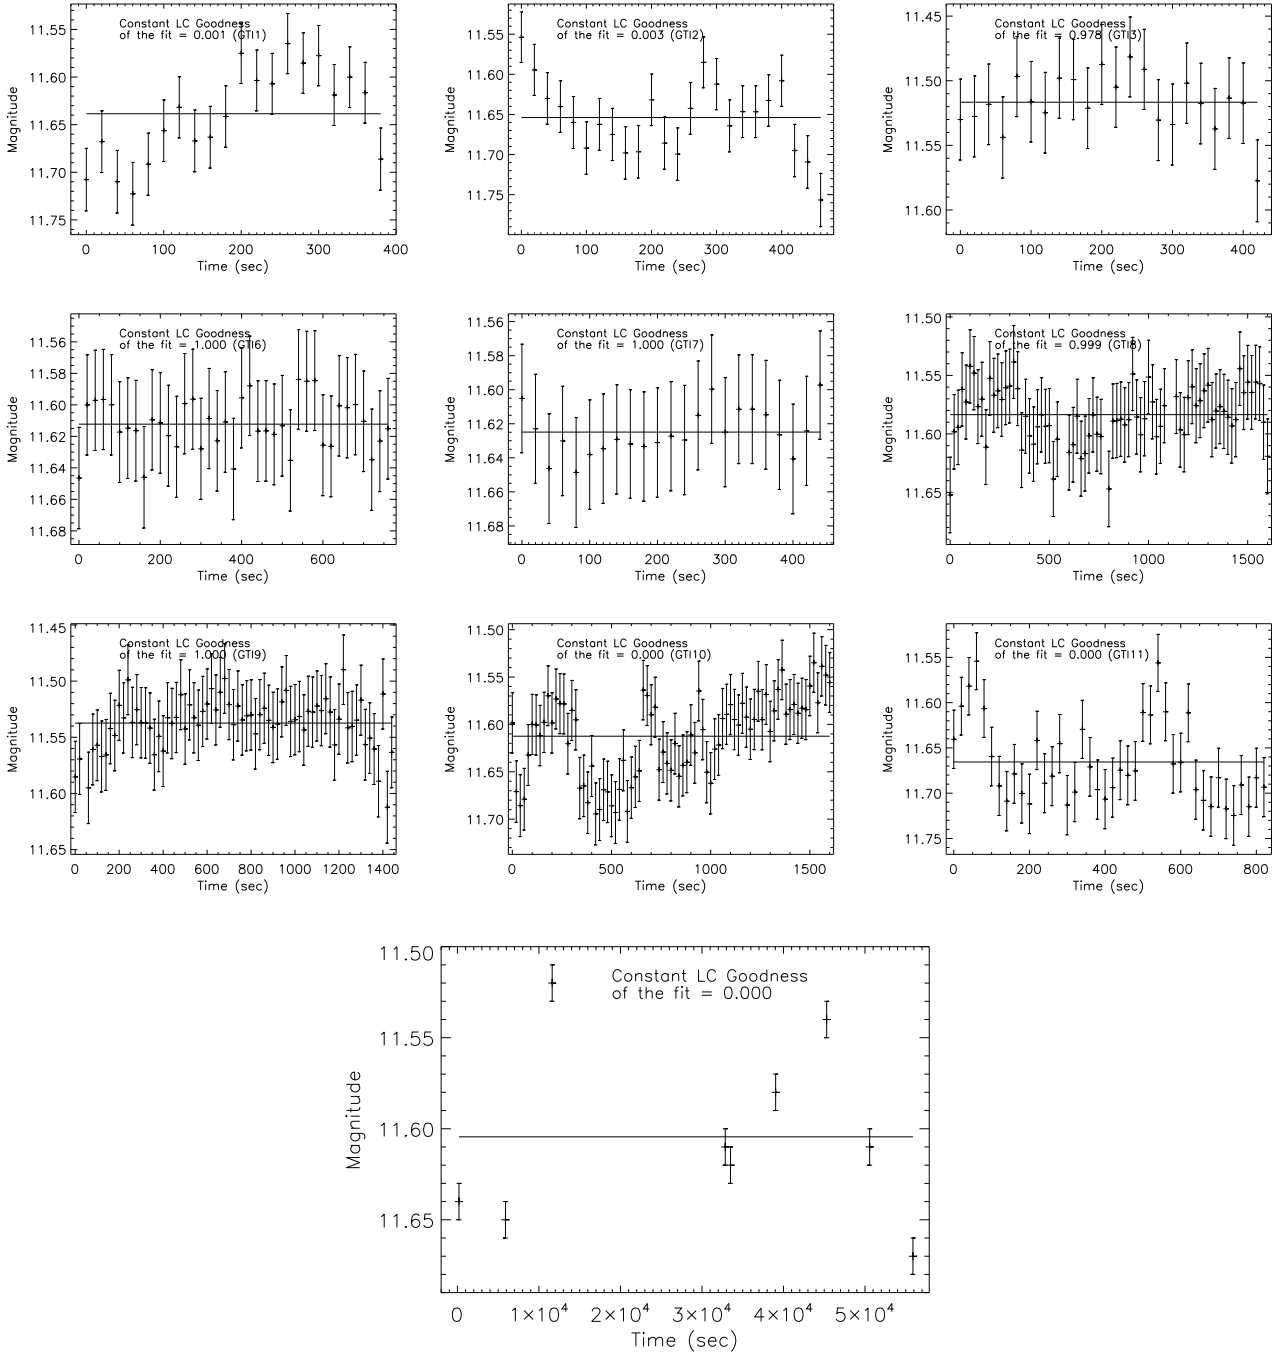 Constant LC Goodness
of the fit = 0.001 (GTI1)
11.55
11.60
11.65
11.70
11.75
Magnitude
0 100 200 300 400
Time (sec)
Constant LC Goodness
of the fit = 0.003 (GTI2)
11.55
11.60
11.65
11.70
11.75
Magnitude
0 100 200 300 400
Time (sec)
Constant LC Goodness
of the fit = 0.978 (GTI3)
11.45
11.50
11.55
11.60
Magnitude
0 100 200 300 400
Time (sec)
Constant LC Goodness
of the fit = 1.000 (GTI6)
11.56
11.58
11.60
11.62
11.64
11.66
11.68
Magnitude
0 200 400 600
Time (sec)
Constant LC Goodness
of the fit = 1.000 (GTI7)
11.56
11.58
11.60
11.62
11.64
11.66
11.68
Magnitude
0 100 200 300 400
Time (sec)
Constant LC Goodness
of the fit = 0.999 (GTI8)
11.50
11.55
11.60
11.65
Magnitude
0 500 1000 1500
Time (sec)
Constant LC Goodness
of the fit = 1.000 (GTI9)
11.45
11.50
11.55
11.60
11.65
Magnitude
0 200 400 600 800 1000 1200 1400
Time (sec)
Constant LC Goodness
of the fit = 0.000 (GTI10)
11.50
11.55
11.60
11.65
11.70
Magnitude
0 500 1000 1500
Time (sec)
Constant LC Goodness
of the fit = 0.000 (GTI11)
11.55
11.60
11.65
11.70
11.75
Magnitude
0 200 400 600 800
Time (sec)
Constant LC Goodness
of the fit = 0.000
11.50
11.55
11.60
11.65
Magnitude
0 1×10⁴ 2×10⁴ 3×10⁴ 4×10⁴ 5×10⁴
Time (sec)